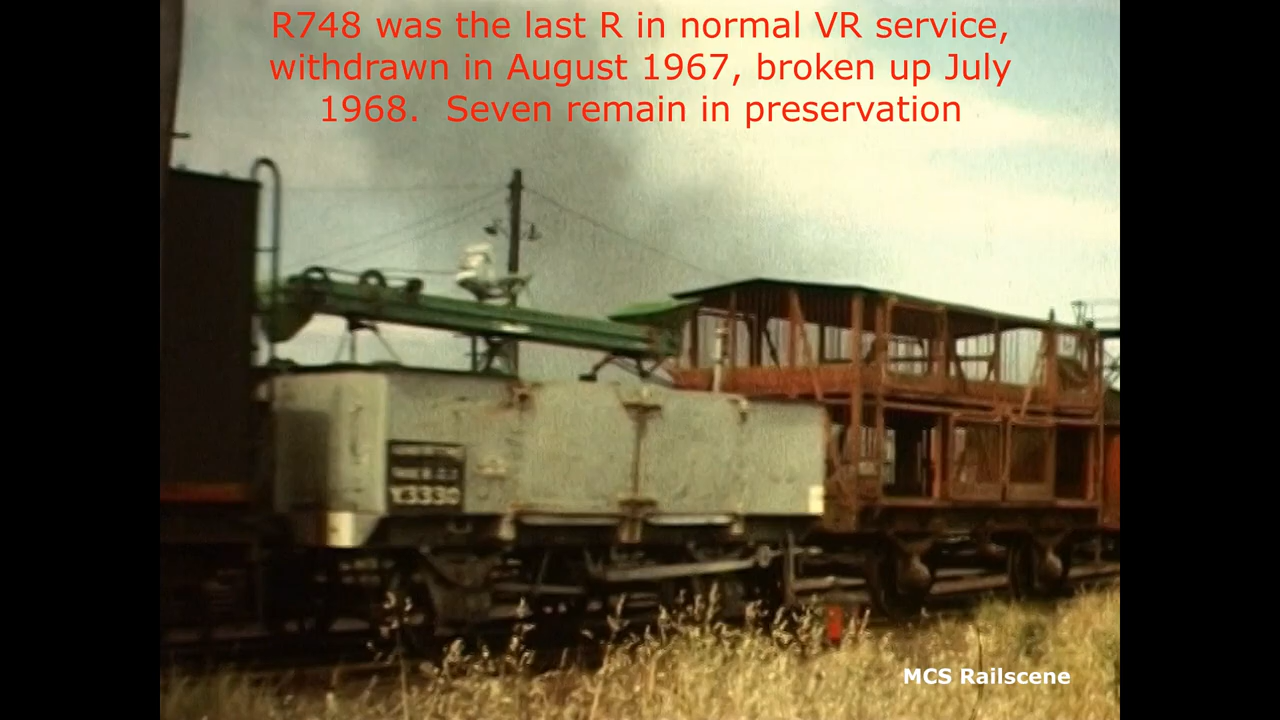 R748 was the last R in normal VR service,
withdrawn in August 1967, broken up July
1968.  Seven remain in preservation
MCS Railscene